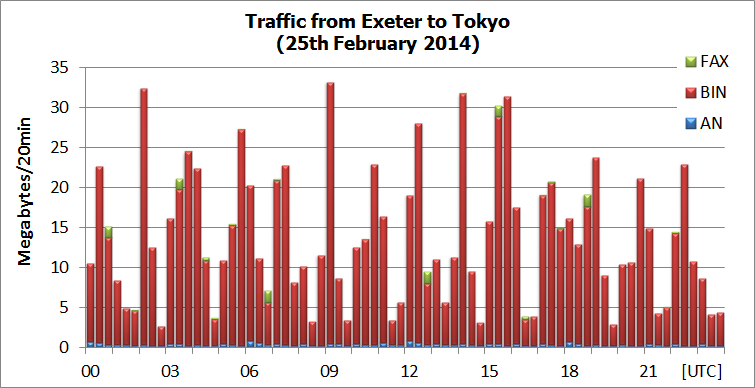 Traffic from Exeter to Tokyo
(25th February 2014)
FAX
BIN
AN
Megabytes/20min
35
30
25
20
15
10
5
0
00 03 06 09 12 15 18 21 [UTC]